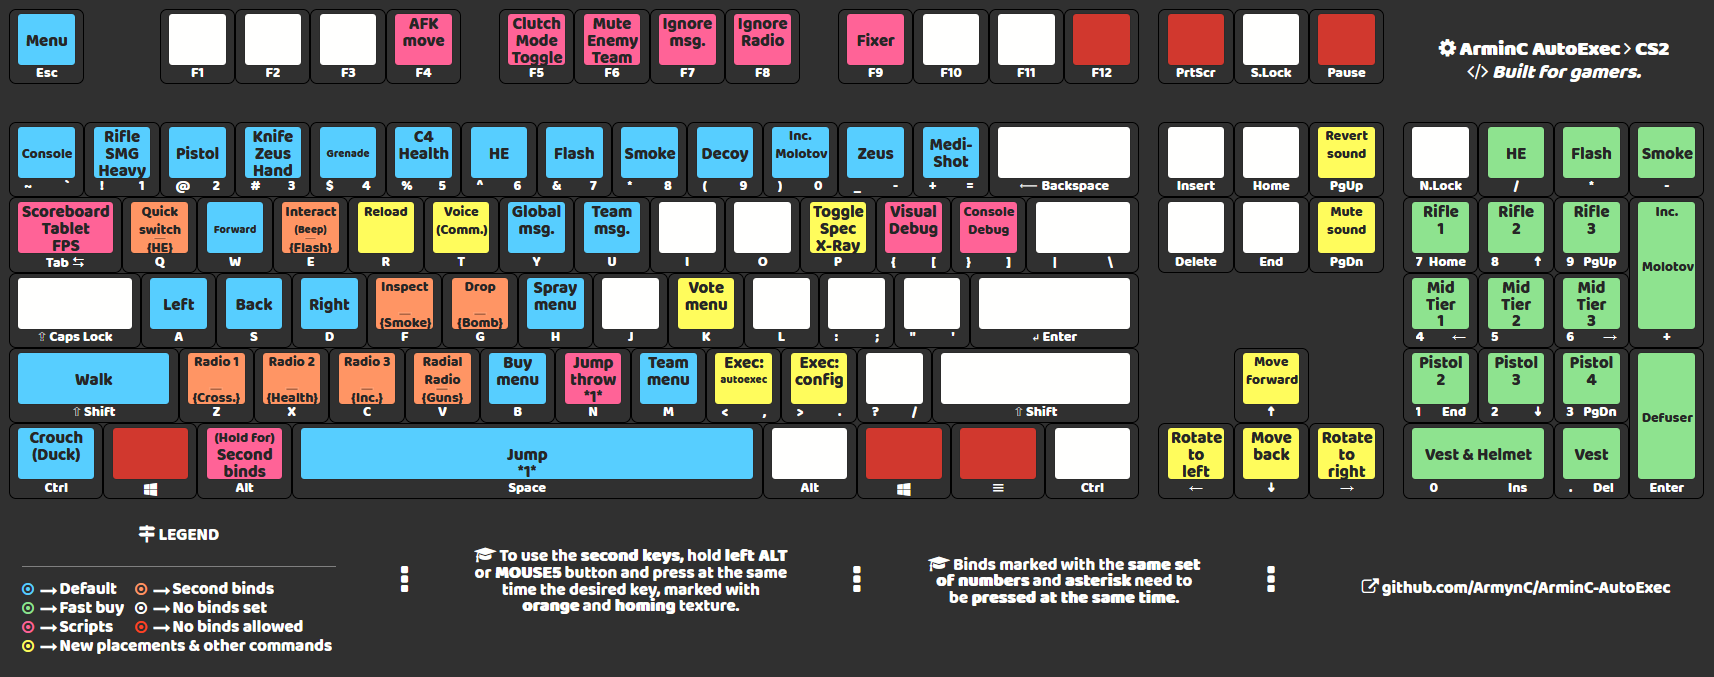 Menu
Esc
F1
F2
F3
AFK
move
F4
Clutch
Mode
Toggle
F5
Mute
Enemy
Team
F6
Ignore
msg.
F7
Ignore
Radio
F8
Fixer
F9
F10
F11
F12
PrtScr
S.Lock
Pause
ArminC AutoExec > CS2
</> Built for gamers.
Console
~ `
Rifle
SMG
Heavy
! 1
Pistol
@ 2
Knife
Zeus
Hand
# 3
Grenade
$ 4
C4
Health
% 5
HE
^ 6
Flash
& 7
Smoke
* 8
Decoy
( 9
Inc.
Molotov
) 0
Zeus
_ -
Medi-
Shot
+ =
⟵ Backspace
Insert
Home
Revert
sound
PgUp
N.Lock
HE
/
Flash
*
Smoke
-
Scoreboard
Tablet
FPS
Tab ⇆
Quick
switch
—
{HE}
Q
Forward
W
Interact
(Beep)
—
{Flash}
E
Reload
R
Voice
(Comm.)
T
Global
msg.
Y
Team
msg.
U
I
O
Toggle
Spec
X-Ray
P
Visual
Debug
{ [
Console
Debug
} ]
| \
Delete
End
Mute
sound
PgDn
Rifle
1
7 Home
Rifle
2
8 ↑
Rifle
3
9 PgUp
Inc.
Molotov
+
⇧ Caps Lock
Left
A
Back
S
Right
D
Inspect
—
{Smoke}
F
Drop
—
{Bomb}
G
Spray
menu
H
J
Vote
menu
K
L
: ;
" '
↲ Enter
Mid
Tier
1
4 ←
Mid
Tier
2
5
Mid
Tier
3
6 →
Walk
⇧ Shift
Radio 1
—
{Cross.}
Z
Radio 2
—
{Health}
X
Radio 3
—
{Inc.}
C
Radial
Radio
—
{Guns}
V
Buy
menu
B
Jump
throw
*1*
N
Team
menu
M
Exec:
autoexec
< ,
Exec:
config
> .
? /
⇧ Shift
Move
forward
↑
Pistol
2
1 End
Pistol
3
2 ↓
Pistol
4
3 PgDn
Defuser
Enter
Crouch
(Duck)
Ctrl
(Hold for)
Second
binds
Alt
Jump
*1*
Space
Alt
≡
Ctrl
Rotate
to
left
←
Move
back
↓
Rotate
to
right
→
Vest & Helmet
0 Ins
Vest
. Del
LEGEND
→ Default
→ Second binds
→ Fast buy
→ No binds set
→ Scripts
→ No binds allowed
→ New placements & other commands
To use the second keys, hold left ALT
or MOUSE5 button and press at the same
time the desired key, marked with
orange and homing texture.
Binds marked with the same set
of numbers and asterisk need to
be pressed at the same time.
github.com/ArmynC/ArminC-AutoExec